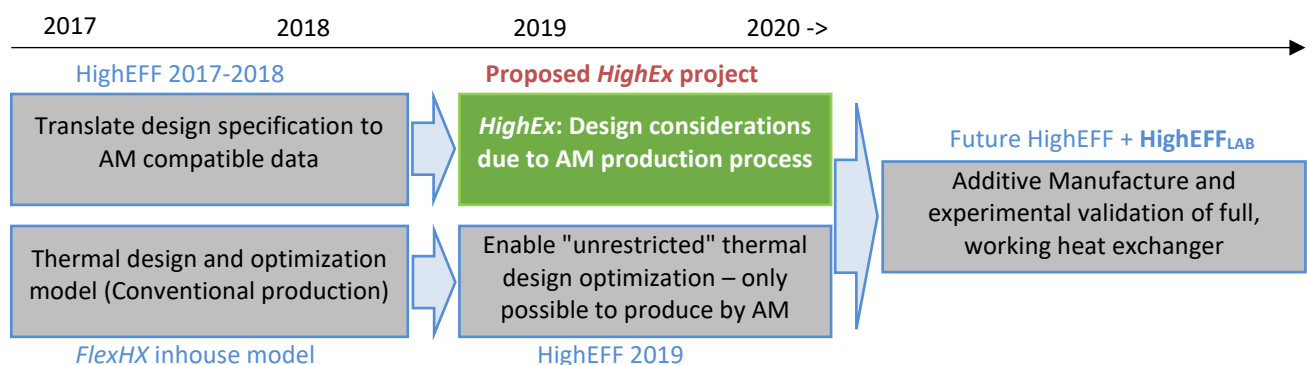 2017 2018 2019 2020 ->
HighEFF 2017-2018
Translate design specification to
AM compatible data
Proposed HighEx project
HighEx: Design considerations
due to AM production process
Thermal design and optimization
model (Conventional production)
FlexHX inhouse model
Enable "unrestricted" thermal
design optimization – only
possible to produce by AM
HighEFF 2019
Future HighEFF + HighEFFLAB
Additive Manufacture and
experimental validation of full,
working heat exchanger